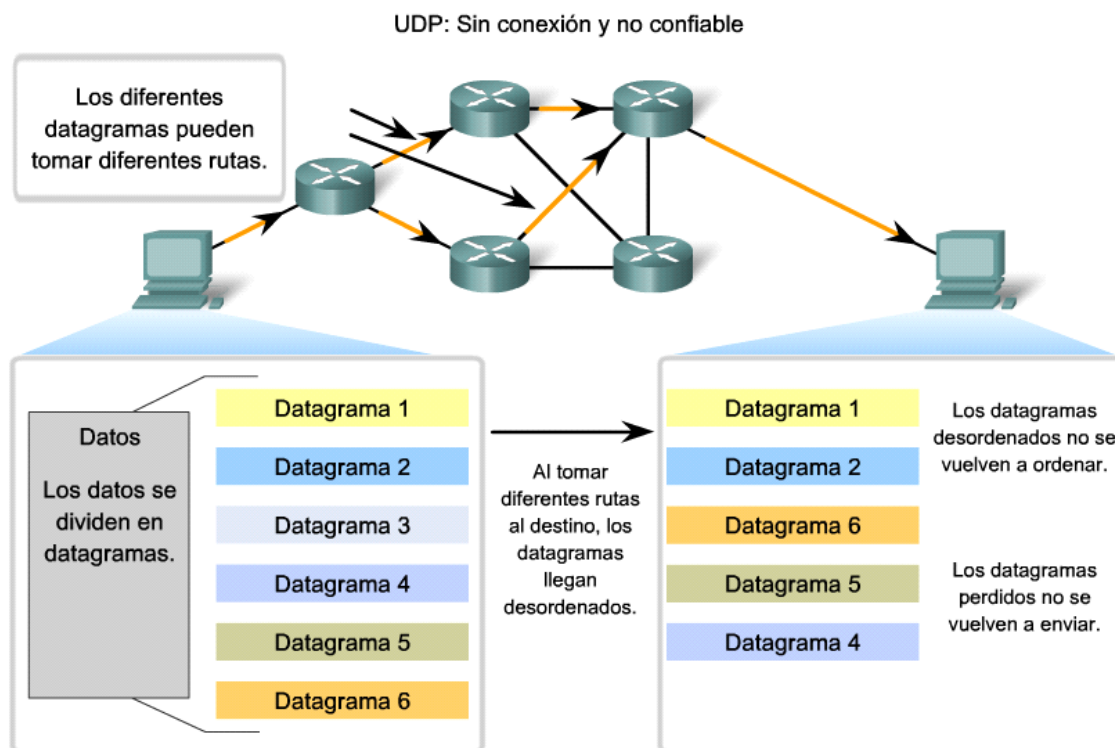 UDP: Sin conexión y no confiable
Los diferentes
datagramas pueden
tomar diferentes rutas.
Datos
Los datos se
dividen en
datagramas.
Datagrama 1
Datagrama 2
Datagrama 3
Datagrama 4
Datagrama 5
Datagrama 6
Al tomar
diferentes rutas
al destino, los
datagramas
llegan
desordenados.
Datagrama 1
Datagrama 2
Datagrama 6
Datagrama 5
Datagrama 4
Los datagramas
desordenados no se
vuelven a ordenar.
Los datagramas
perdidos no se
vuelven a enviar.